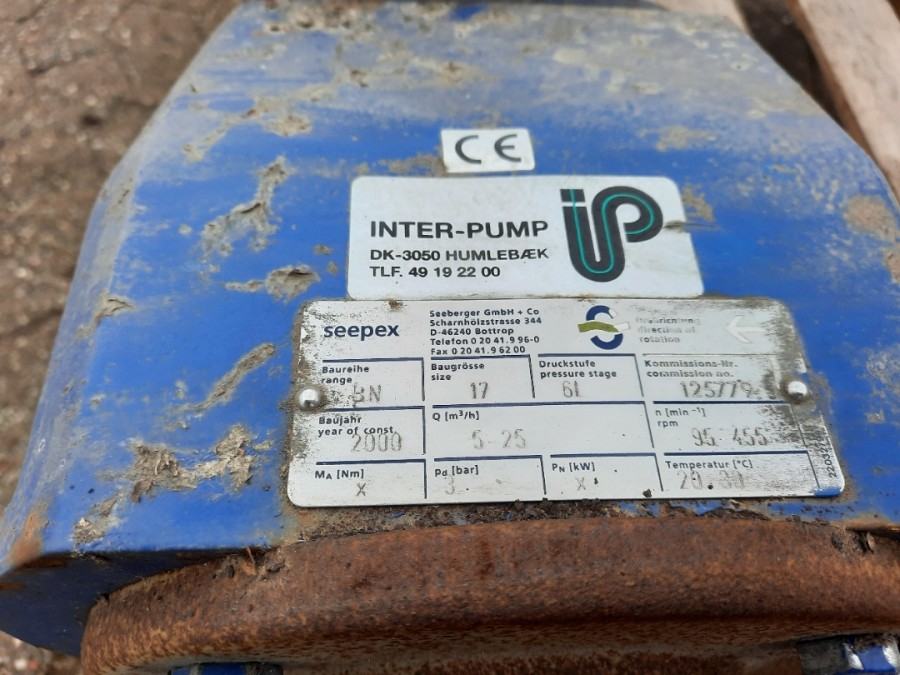 CE
INTER-PUMP
DK-3050 HUMLEBÆK
TLF. 49 19 22 00
iP
seepex
Seeberger GmbH + Co
Scharnhölzstrasse 344
D-46240 Bottrop
Telefon 0 20 41.9 96-0
Fax 0 20 41.9 62 00
direction of
rotation
Baureihe
range
BN
Baugrösse
size
17
Druckstufe
pressure stage
Kommissions-Nr.
commission no.
Baujahr
year of const.
2000
Q [m³/h]
5-25
n [min -¹]
rpm
95-455
MA [Nm]
X
Pd [bar]
3
PN [kW]
X
Temperatur [°C]